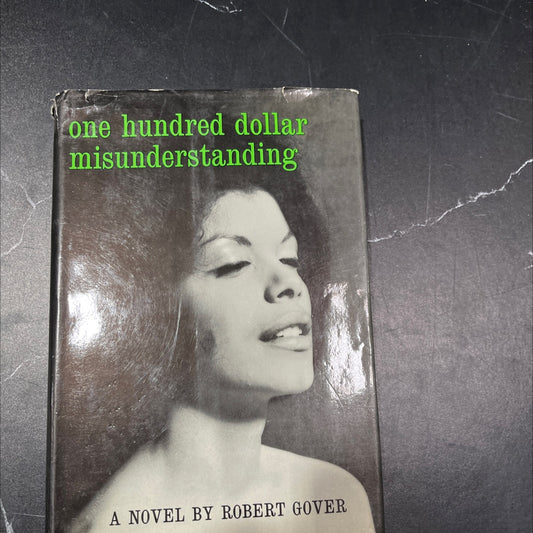 one hundred dollar
misunderstanding
A NOVEL BY ROBERT GOVER